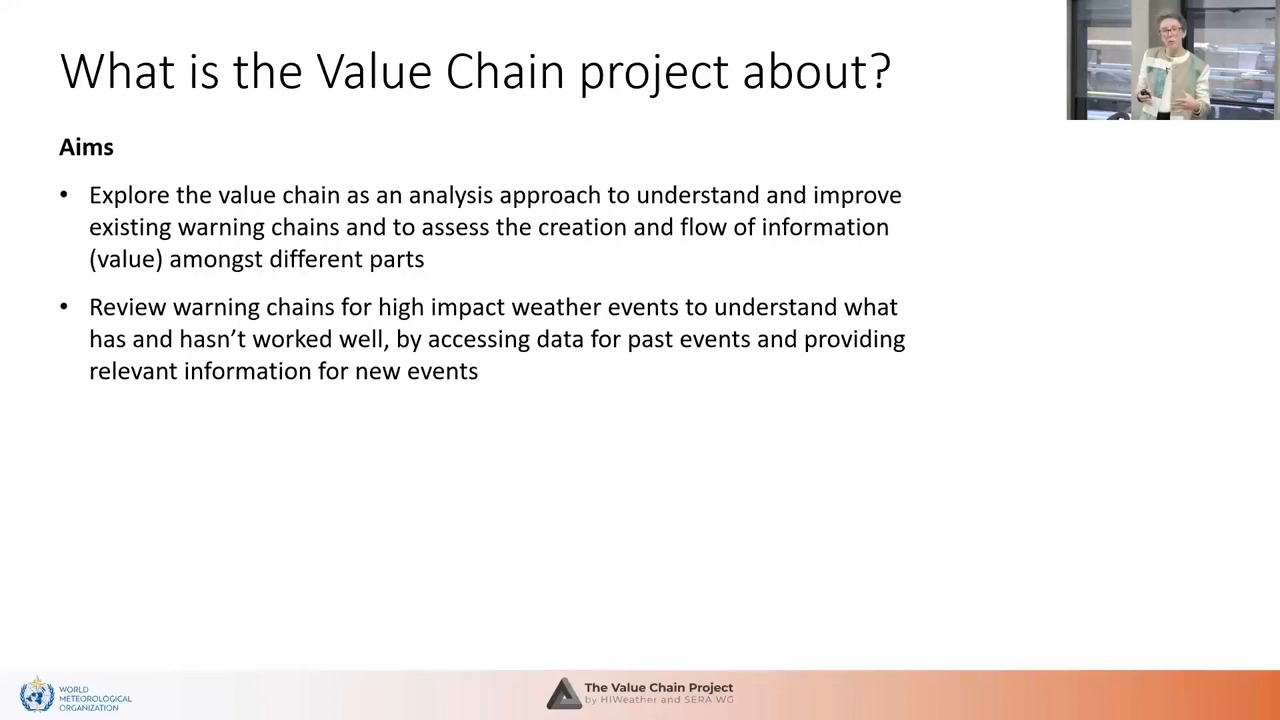 What is the Value Chain project about?
Aims
• Explore the value chain as an analysis approach to understand and improve
existing warning chains and to assess the creation and flow of information
(value) amongst different parts
• Review warning chains for high impact weather events to understand what
has and hasn’t worked well, by accessing data for past events and providing
relevant information for new events
WORLD
METEOROLOGICAL
ORGANIZATION
The Value Chain Project
by HIWeather and SERA WG